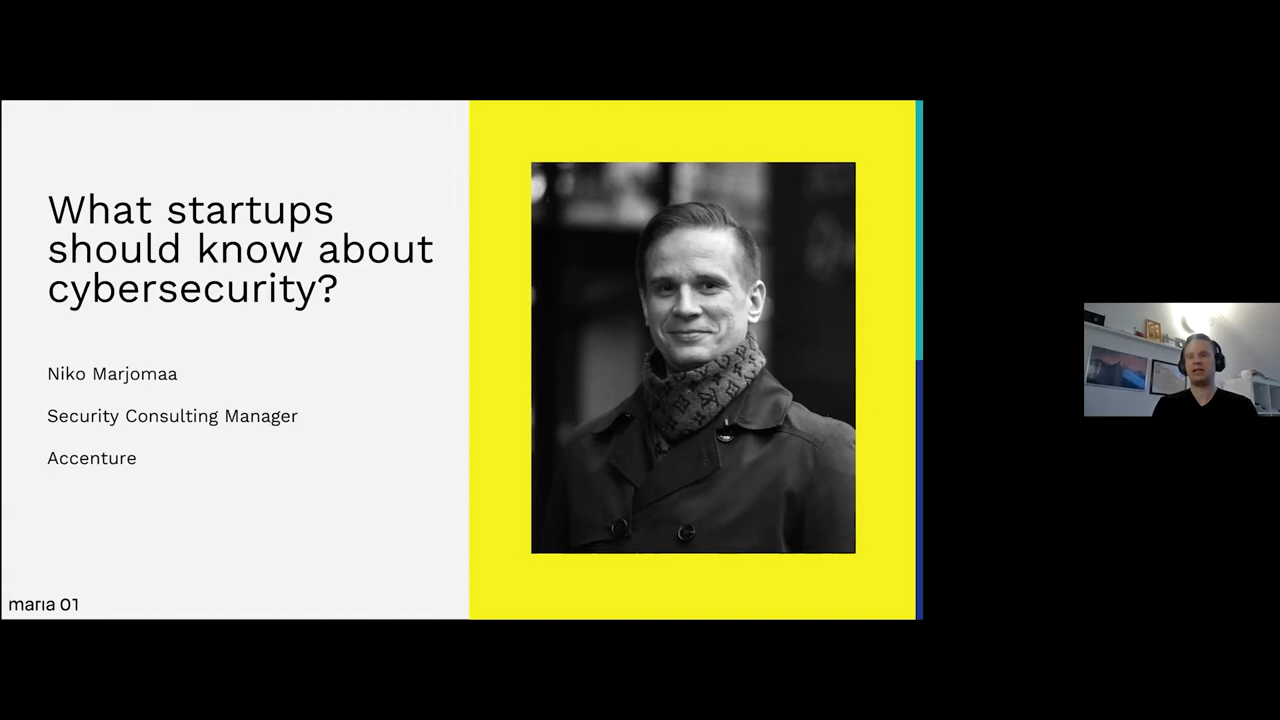 What startups
should know about
cybersecurity?
Niko Marjomaa
Security Consulting Manager
Accenture
maria 01